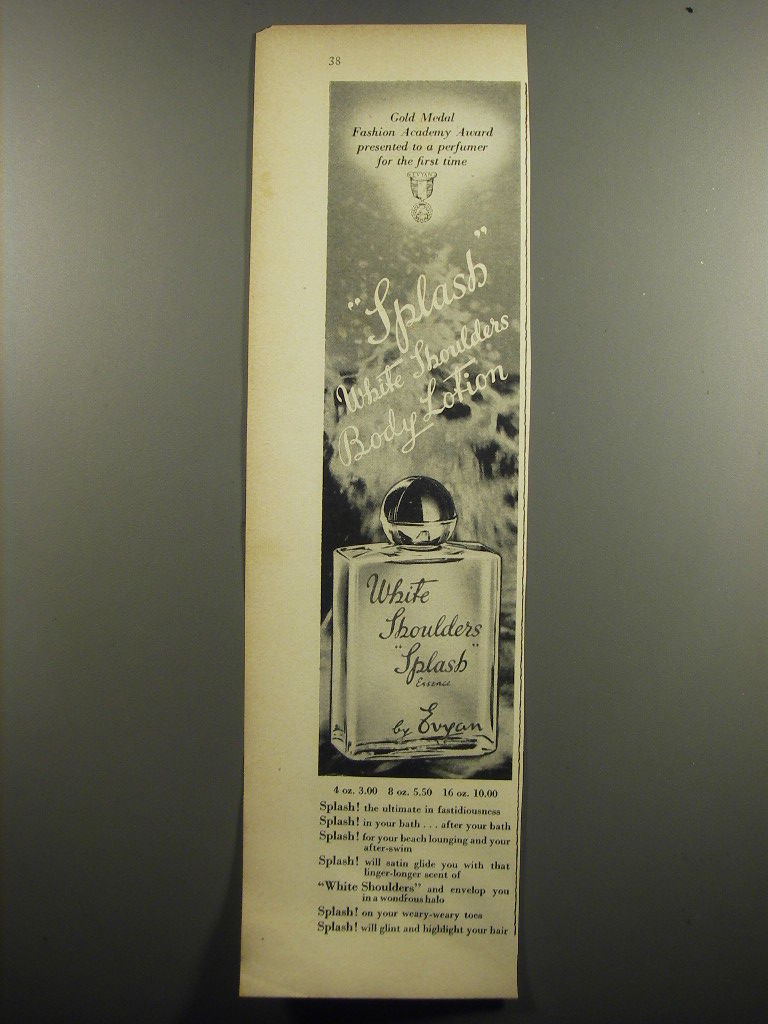 38
Gold Medal
Fashion Academy Award
presented to a perfumer
for the first time
EVYAN
"Splash"
White Shoulders
Body Lotion
White
Shoulders
"Splash"
Essence
by Evyan
4 oz. 3.00 8 oz. 5.50 16 oz. 10.00
Splash! the ultimate in fastidiousness
Splash! in your bath . . . after your bath
Splash! for your beach lounging and your
after-swim
Splash! will satin glide you with that
linger-longer scent of
"White Shoulders" and envelop you
in a wondrous halo
Splash! on your weary-weary toes
Splash! will glint and highlight your hair